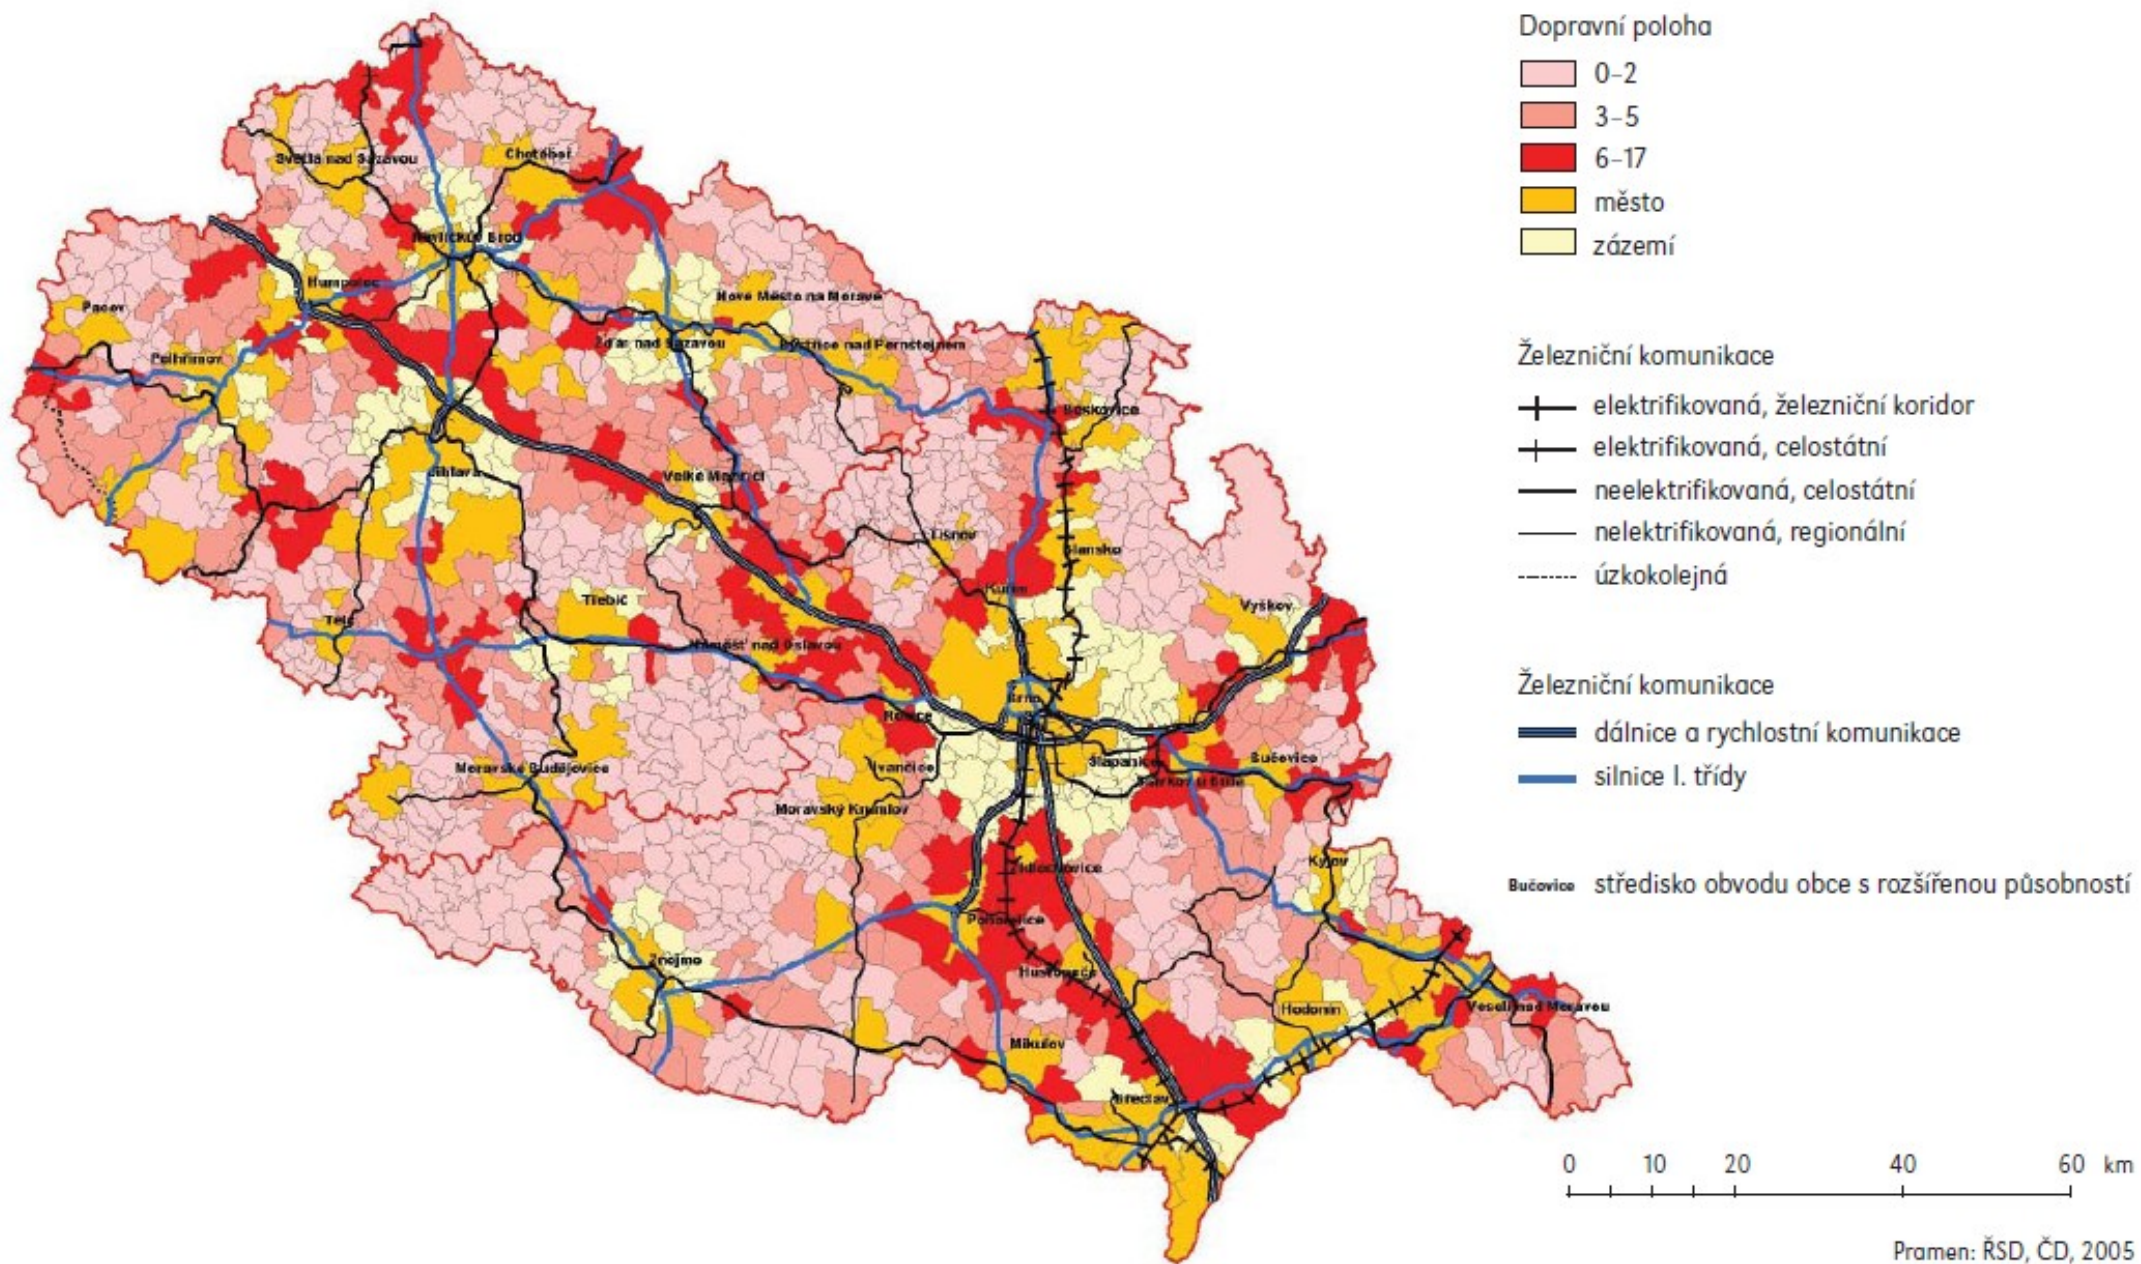 Dopravní poloha
0–2
3–5
6–17
město
zázemí
Železniční komunikace
elektrifikovaná, železniční koridor
elektrifikovaná, celostátní
neelektrifikovaná, celostátní
nelektrifikovaná, regionální
úzkokolejná
Železniční komunikace
dálnice a rychlostní komunikace
silnice I. třídy
Bučovice středisko obvodu obce s rozšířenou působností
0 10 20 40 60 km
Pramen: ŘSD, ČD, 2005
Světlá nad Sázavou
Chotěboř
Havlíčkův Brod
Humpolec
Pacov
Nové Město na Moravě
Pelhřimov
Žďár nad Sázavou
Bystřice nad Pernštejnem
Boskovice
Jihlava
Velké Meziříčí
Tišnov
Blansko
Kuřim
Třebíč
Vyškov
Telč
Náměšť nad Oslavou
Brno
Rosice
Ivančice
Šlapanice
Bučovice
Slavkov u Brna
Moravské Budějovice
Moravský Krumlov
Kyjov
Židlochovice
Pohořelice
Znojmo
Hustopeče
Hodonín
Veselí nad Moravou
Mikulov
Břeclav